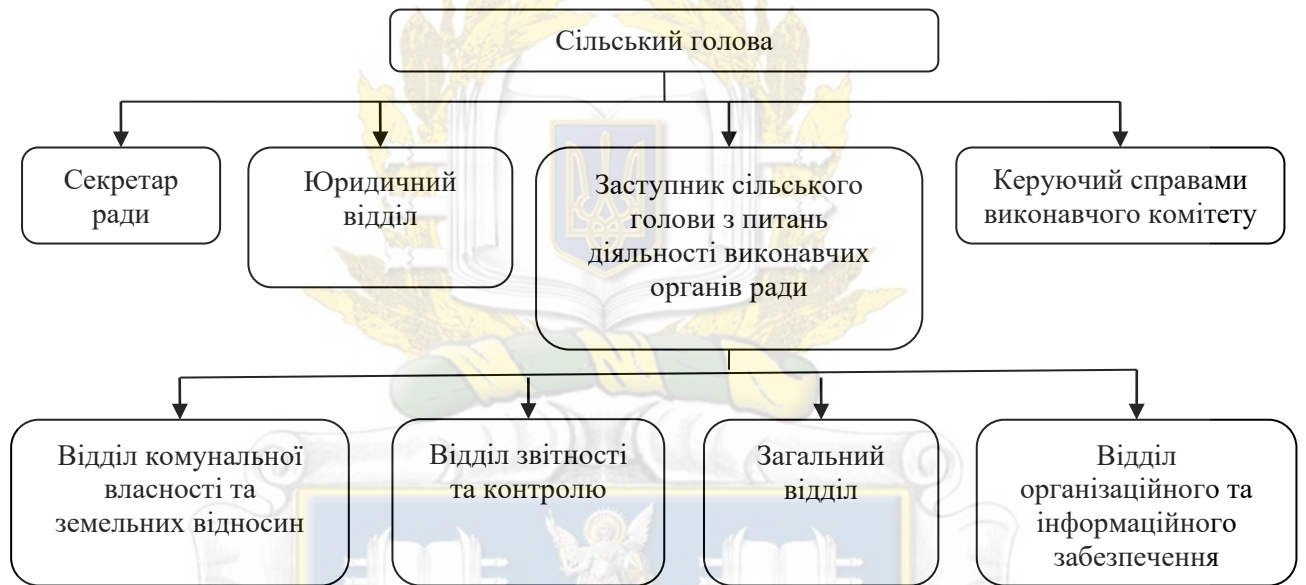 Сільський голова
Секретар
ради
Юридичний
відділ
Заступник сільського
голови з питань
діяльності виконавчих
органів ради
Керуючий справами
виконавчого комітету
Відділ комунальної
власності та
земельних відносин
Відділ звітності
та контролю
Загальний
відділ
Відділ
організаційного та
інформаційного
забезпечення